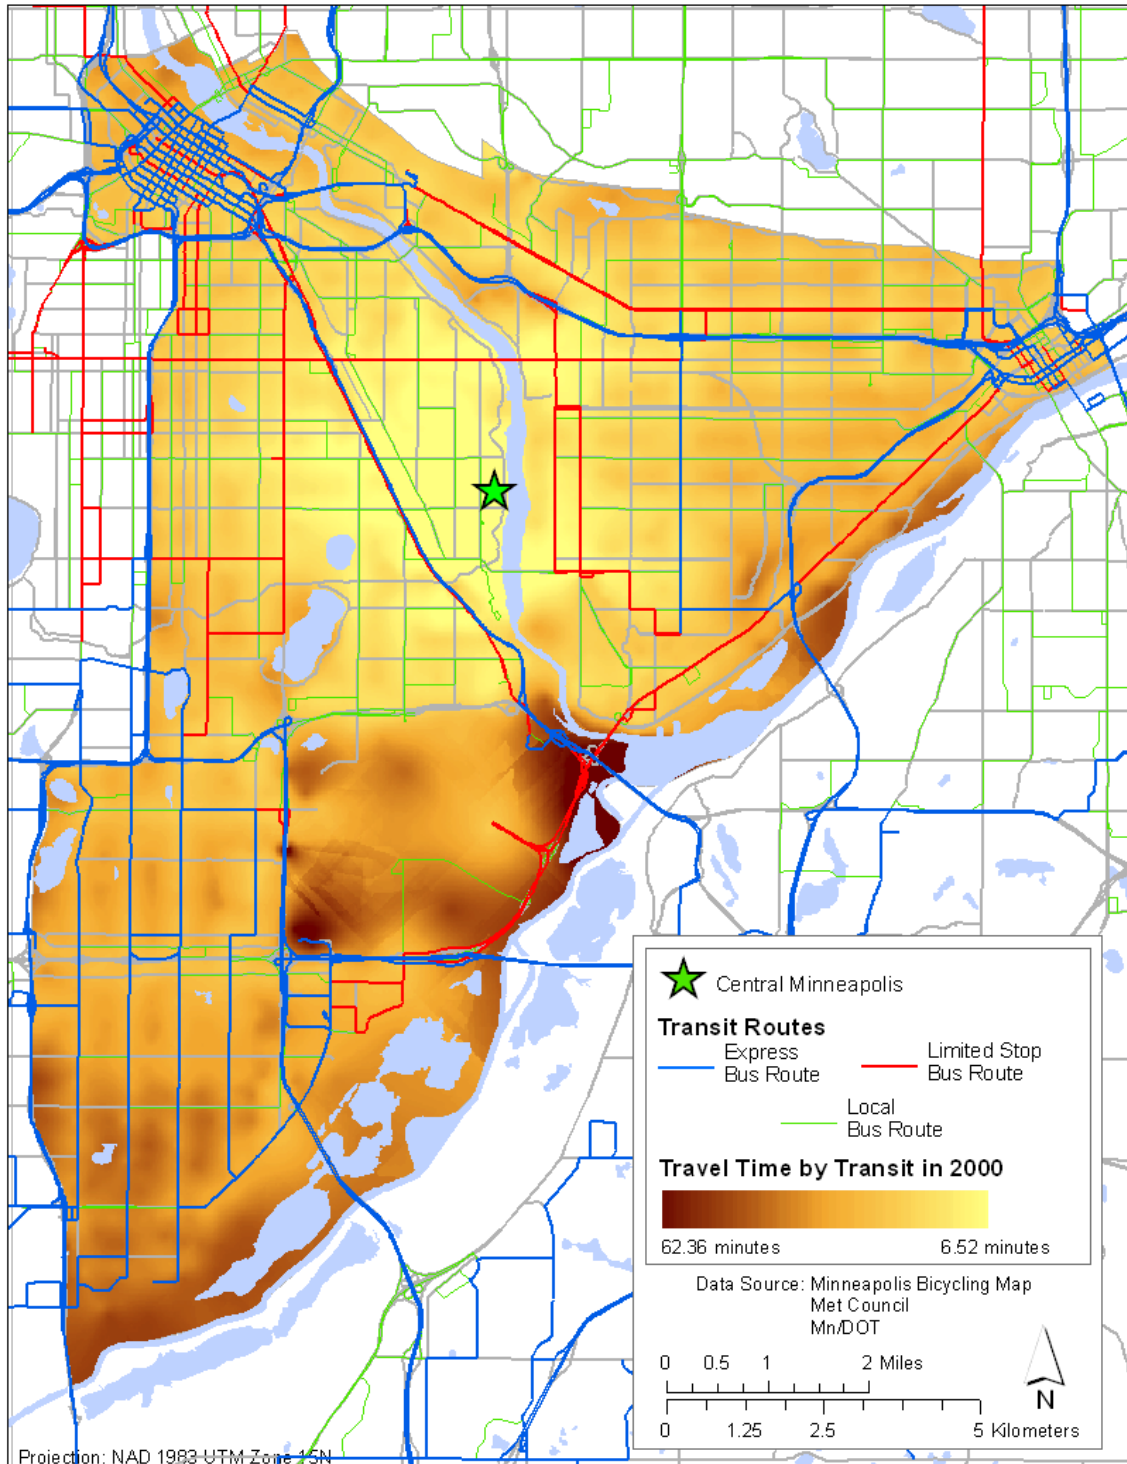 Central Minneapolis
Transit Routes
Express
Bus Route
Limited Stop
Bus Route
Local
Bus Route
Travel Time by Transit in 2000
62.36 minutes 6.52 minutes
Data Source: Minneapolis Bicycling Map
Met Council
Mn/DOT
0 0.5 1 2 Miles
0 1.25 2.5 5 Kilometers
N
Projection: NAD 1983 UTM Zone 15N